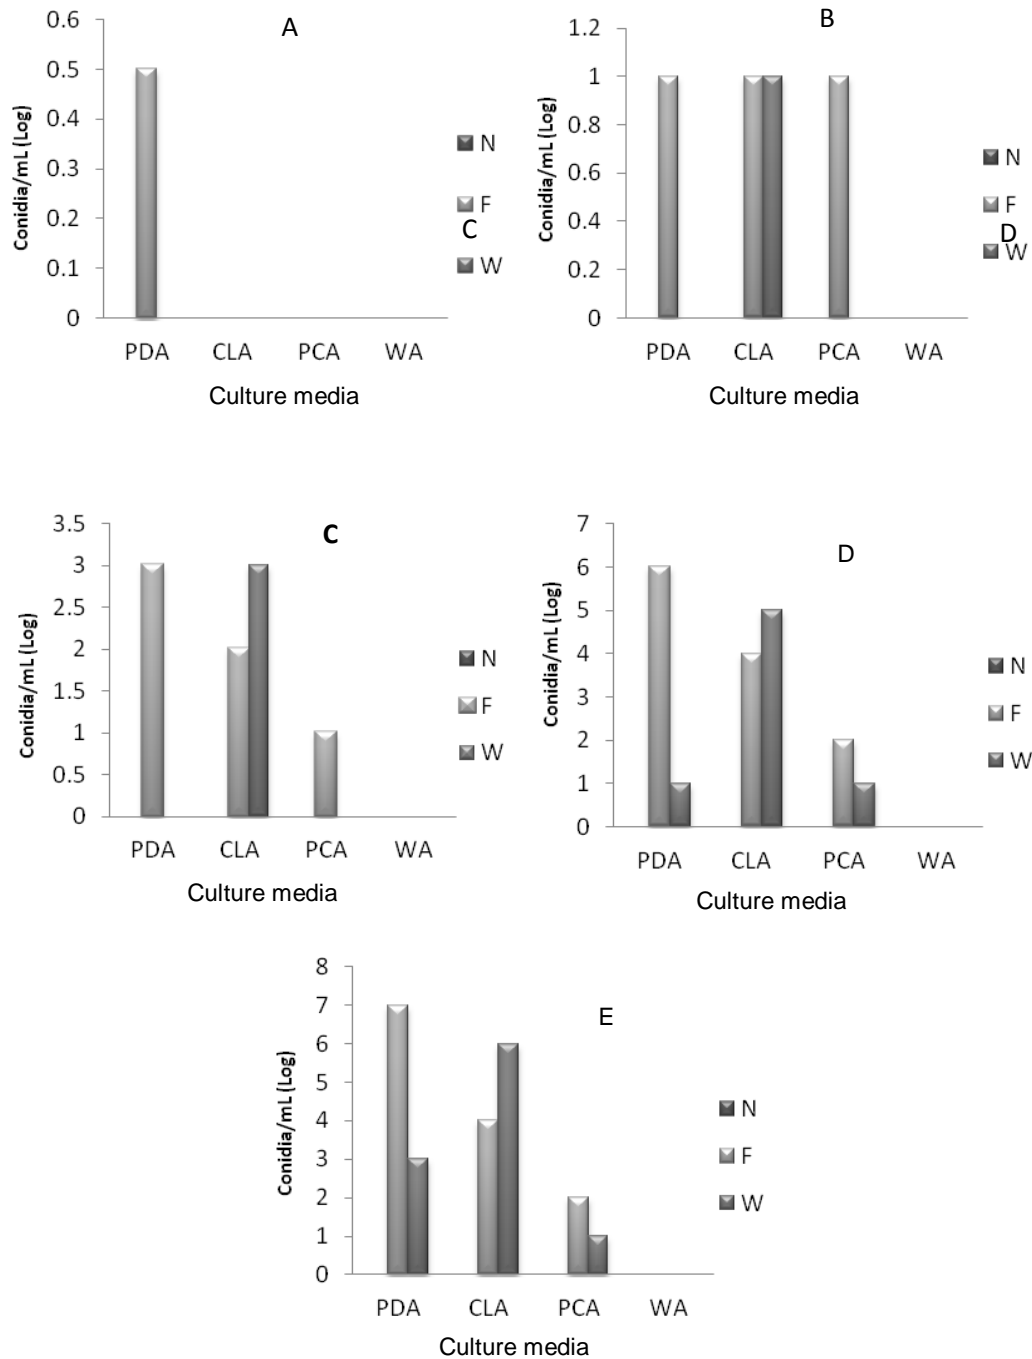 A
Conidia/mL (Log)
0.6
0.5
0.4
0.3
0.2
0.1
0
PDA CLA PCA WA
Culture media
N
F
C
W
B
Conidia/mL (Log)
1.2
1
0.8
0.6
0.4
0.2
0
PDA CLA PCA WA
Culture media
N
F
D
W
C
Conidia/mL (Log)
3.5
3
2.5
2
1.5
1
0.5
0
PDA CLA PCA WA
Culture media
N
F
W
D
Conidia/mL (Log)
7
6
5
4
3
2
1
0
PDA CLA PCA WA
Culture media
N
F
W
E
Conidia/mL (Log)
8
7
6
5
4
3
2
1
0
PDA CLA PCA WA
Culture media
N
F
W